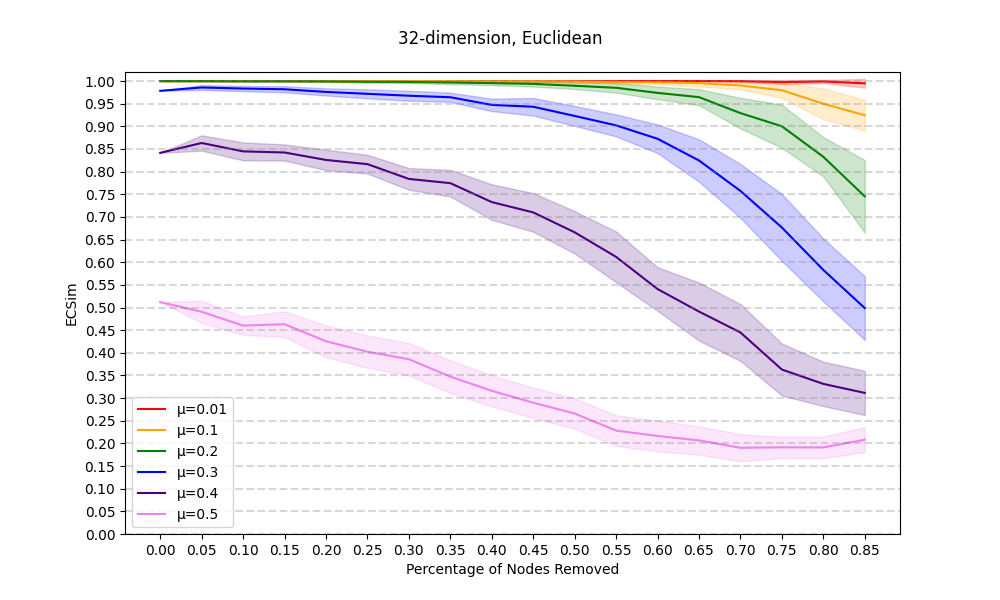 32-dimension, Euclidean
ECSim
1.00
0.95
0.90
0.85
0.80
0.75
0.70
0.65
0.60
0.55
0.50
0.45
0.40
0.35
0.30
0.25
0.20
0.15
0.10
0.05
0.00
μ=0.01
μ=0.1
μ=0.2
μ=0.3
μ=0.4
μ=0.5
0.00 0.05 0.10 0.15 0.20 0.25 0.30 0.35 0.40 0.45 0.50 0.55 0.60 0.65 0.70 0.75 0.80 0.85
Percentage of Nodes Removed